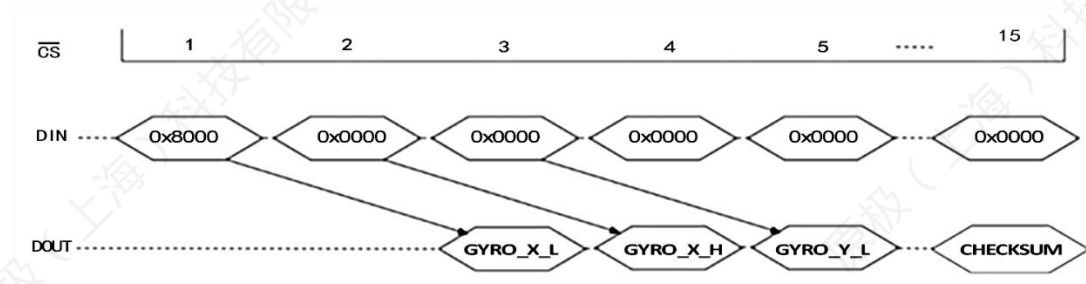 CS 1 2 3 4 5 ..... 15
DIN 0x8000 0x0000 0x0000 0x0000 0x0000 0x0000
DOUT GYRO_X_L GYRO_X_H GYRO_Y_L CHECKSUM